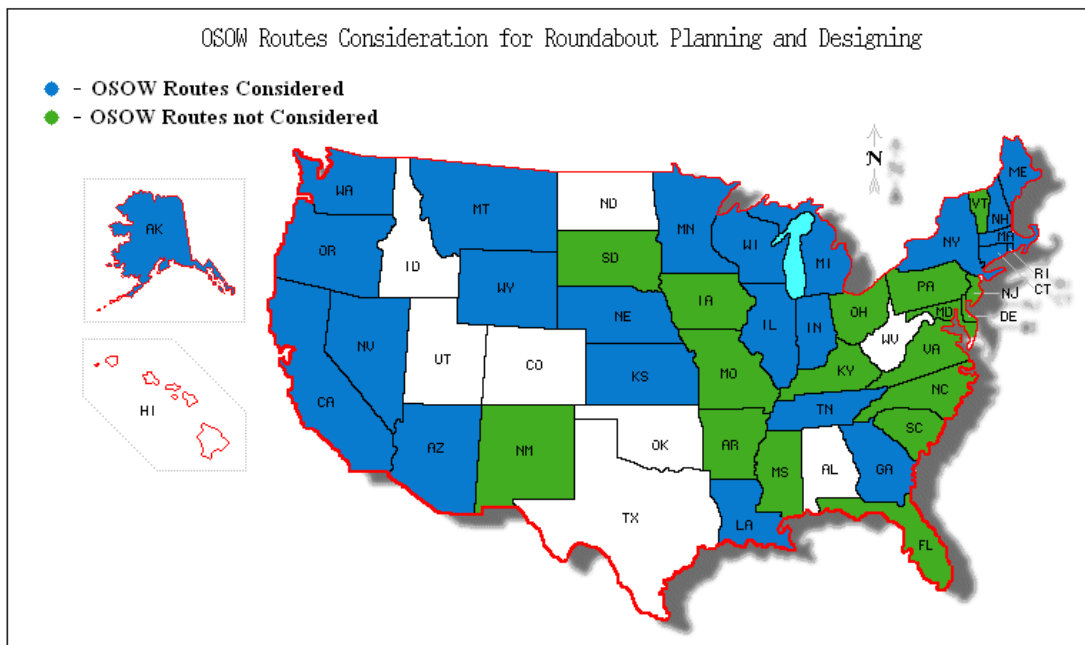 OSOW Routes Consideration for Roundabout Planning and Designing
- OSOW Routes Considered
- OSOW Routes not Considered
N
WA
MT
ND
MN
ME
VT
NH
AK
OR
ID
SD
WI
MI
NY
MA
RI
CT
WY
IA
PA
NJ
NE
IL
IN
OH
MD
DE
NV
UT
CO
WV
VA
KS
MO
KY
CA
NC
HI
TN
AZ
NM
OK
AR
SC
MS
AL
GA
TX
LA
FL